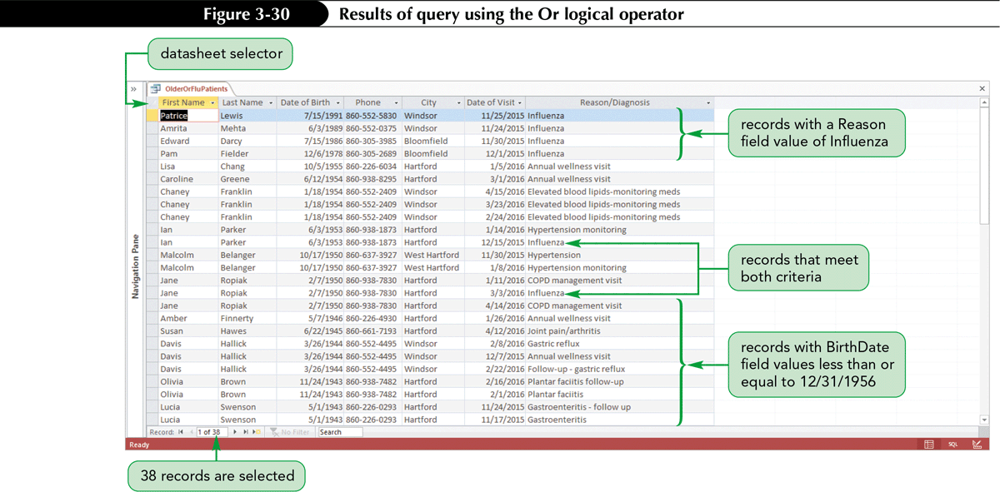 Figure 3-30 Results of query using the Or logical operator
datasheet selector
OlderOrFluPatients
First Name Last Name Date of Birth Phone City Date of Visit Reason/Diagnosis
Patrice Lewis 7/15/1991 860-552-5830 Windsor 11/25/2015 Influenza
Amrita Mehta 6/3/1989 860-552-0375 Windsor 11/24/2015 Influenza
Edward Darcy 7/15/1986 860-305-3985 Bloomfield 11/30/2015 Influenza
Pam Fielder 12/6/1978 860-305-2689 Bloomfield 12/1/2015 Influenza
Lisa Chang 10/5/1955 860-226-6034 Hartford 1/5/2016 Annual wellness visit
Caroline Greene 6/12/1954 860-938-8295 Hartford 3/1/2016 Annual wellness visit
Chaney Franklin 1/18/1954 860-552-2409 Windsor 4/15/2016 Elevated blood lipids-monitoring meds
Chaney Franklin 1/18/1954 860-552-2409 Windsor 3/23/2016 Elevated blood lipids-monitoring meds
Chaney Franklin 1/18/1954 860-552-2409 Windsor 2/24/2016 Elevated blood lipids-monitoring meds
Ian Parker 6/3/1953 860-938-1873 Hartford 1/14/2016 Hypertension monitoring
Ian Parker 6/3/1953 860-938-1873 Hartford 12/15/2015 Influenza
Malcolm Belanger 10/17/1950 860-637-3927 West Hartford 11/30/2015 Hypertension
Malcolm Belanger 10/17/1950 860-637-3927 West Hartford 1/8/2016 Hypertension monitoring
Jane Ropiak 2/7/1950 860-938-7830 Hartford 1/11/2016 COPD management visit
Jane Ropiak 2/7/1950 860-938-7830 Hartford 3/3/2016 Influenza
Jane Ropiak 2/7/1950 860-938-7830 Hartford 4/14/2016 COPD management visit
Amber Finnerty 5/7/1946 860-226-4930 Hartford 1/26/2016 Annual wellness visit
Susan Hawes 6/22/1945 860-661-7193 Hartford 4/12/2016 Joint pain/arthritis
Davis Hallick 3/26/1944 860-552-4495 Windsor 2/8/2016 Gastric reflux
Davis Hallick 3/26/1944 860-552-4495 Windsor 12/7/2015 Annual wellness visit
Davis Hallick 3/26/1944 860-552-4495 Windsor 2/22/2016 Follow-up - gastric reflux
Olivia Brown 11/24/1943 860-938-7482 Hartford 2/16/2016 Plantar faciitis follow-up
Olivia Brown 11/24/1943 860-938-7482 Hartford 2/1/2016 Plantar faciitis
Lucia Swenson 5/1/1943 860-226-0293 Hartford 11/24/2015 Gastroenteritis - follow up
Lucia Swenson 5/1/1943 860-226-0293 Hartford 11/17/2015 Gastroenteritis
records with a Reason
field value of Influenza
records that meet
both criteria
records with BirthDate
field values less than or
equal to 12/31/1956
Navigation Pane
Record: 1 of 38 No Filter Search
Ready SQL
38 records are selected